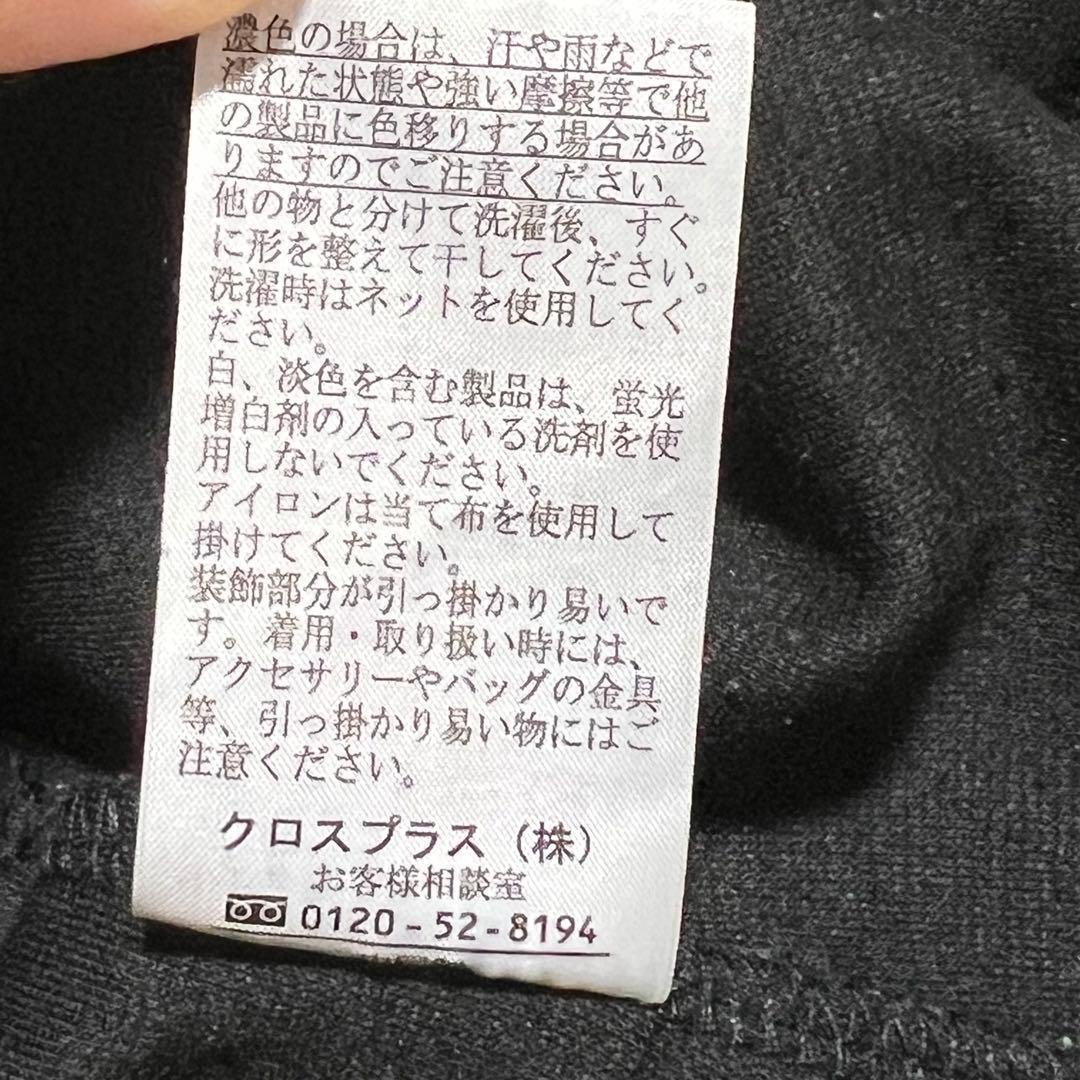 濃色の場合は、汗や雨などで
濡れた状態や強い摩擦等で他
の製品に色移りする場合があ
りますのでご注意ください。
他の物と分けて洗濯後、すぐ
に形を整えて干してください。
洗濯時はネットを使用してく
ださい。
白、淡色を含む製品は、蛍光
増白剤の入っている洗剤を使
用しないでください。
アイロンは当て布を使用して
掛けてください。
装飾部分が引っ掛かり易いで
す。着用・取り扱い時には、
アクセサリーやバッグの金具
等、引っ掛かり易い物にはご
注意ください。
クロスプラス（株）
お客様相談室
0120-52-8194